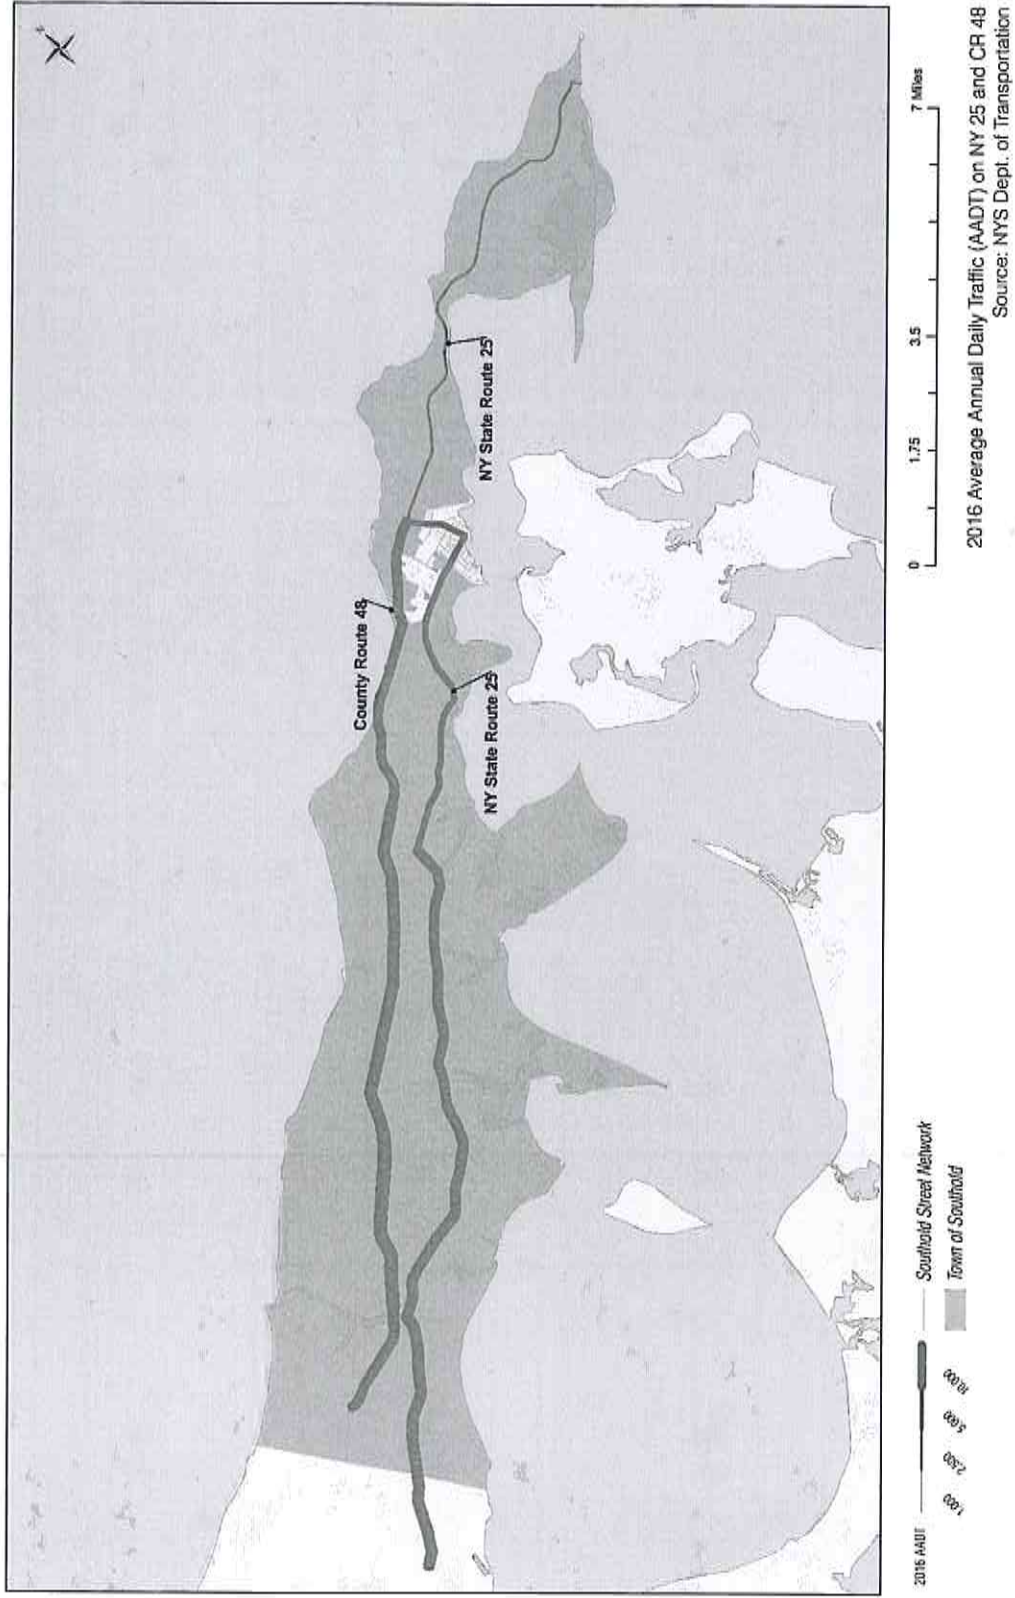 County Route 48
NY State Route 25
NY State Route 25
2016 AADT
1,000
2,500
5,000
10,000
Southold Street Network
Town of Southold
0
1.75
3.5
7 Miles
2016 Average Annual Daily Traffic (AADT) on NY 25 and CR 48
Source: NYS Dept. of Transportation